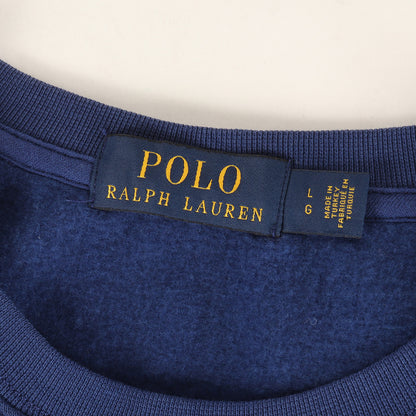 POLO
RALPH LAUREN
L
G
MADE IN
TURKEY
FABRIQUÉ EN
TURQUIE